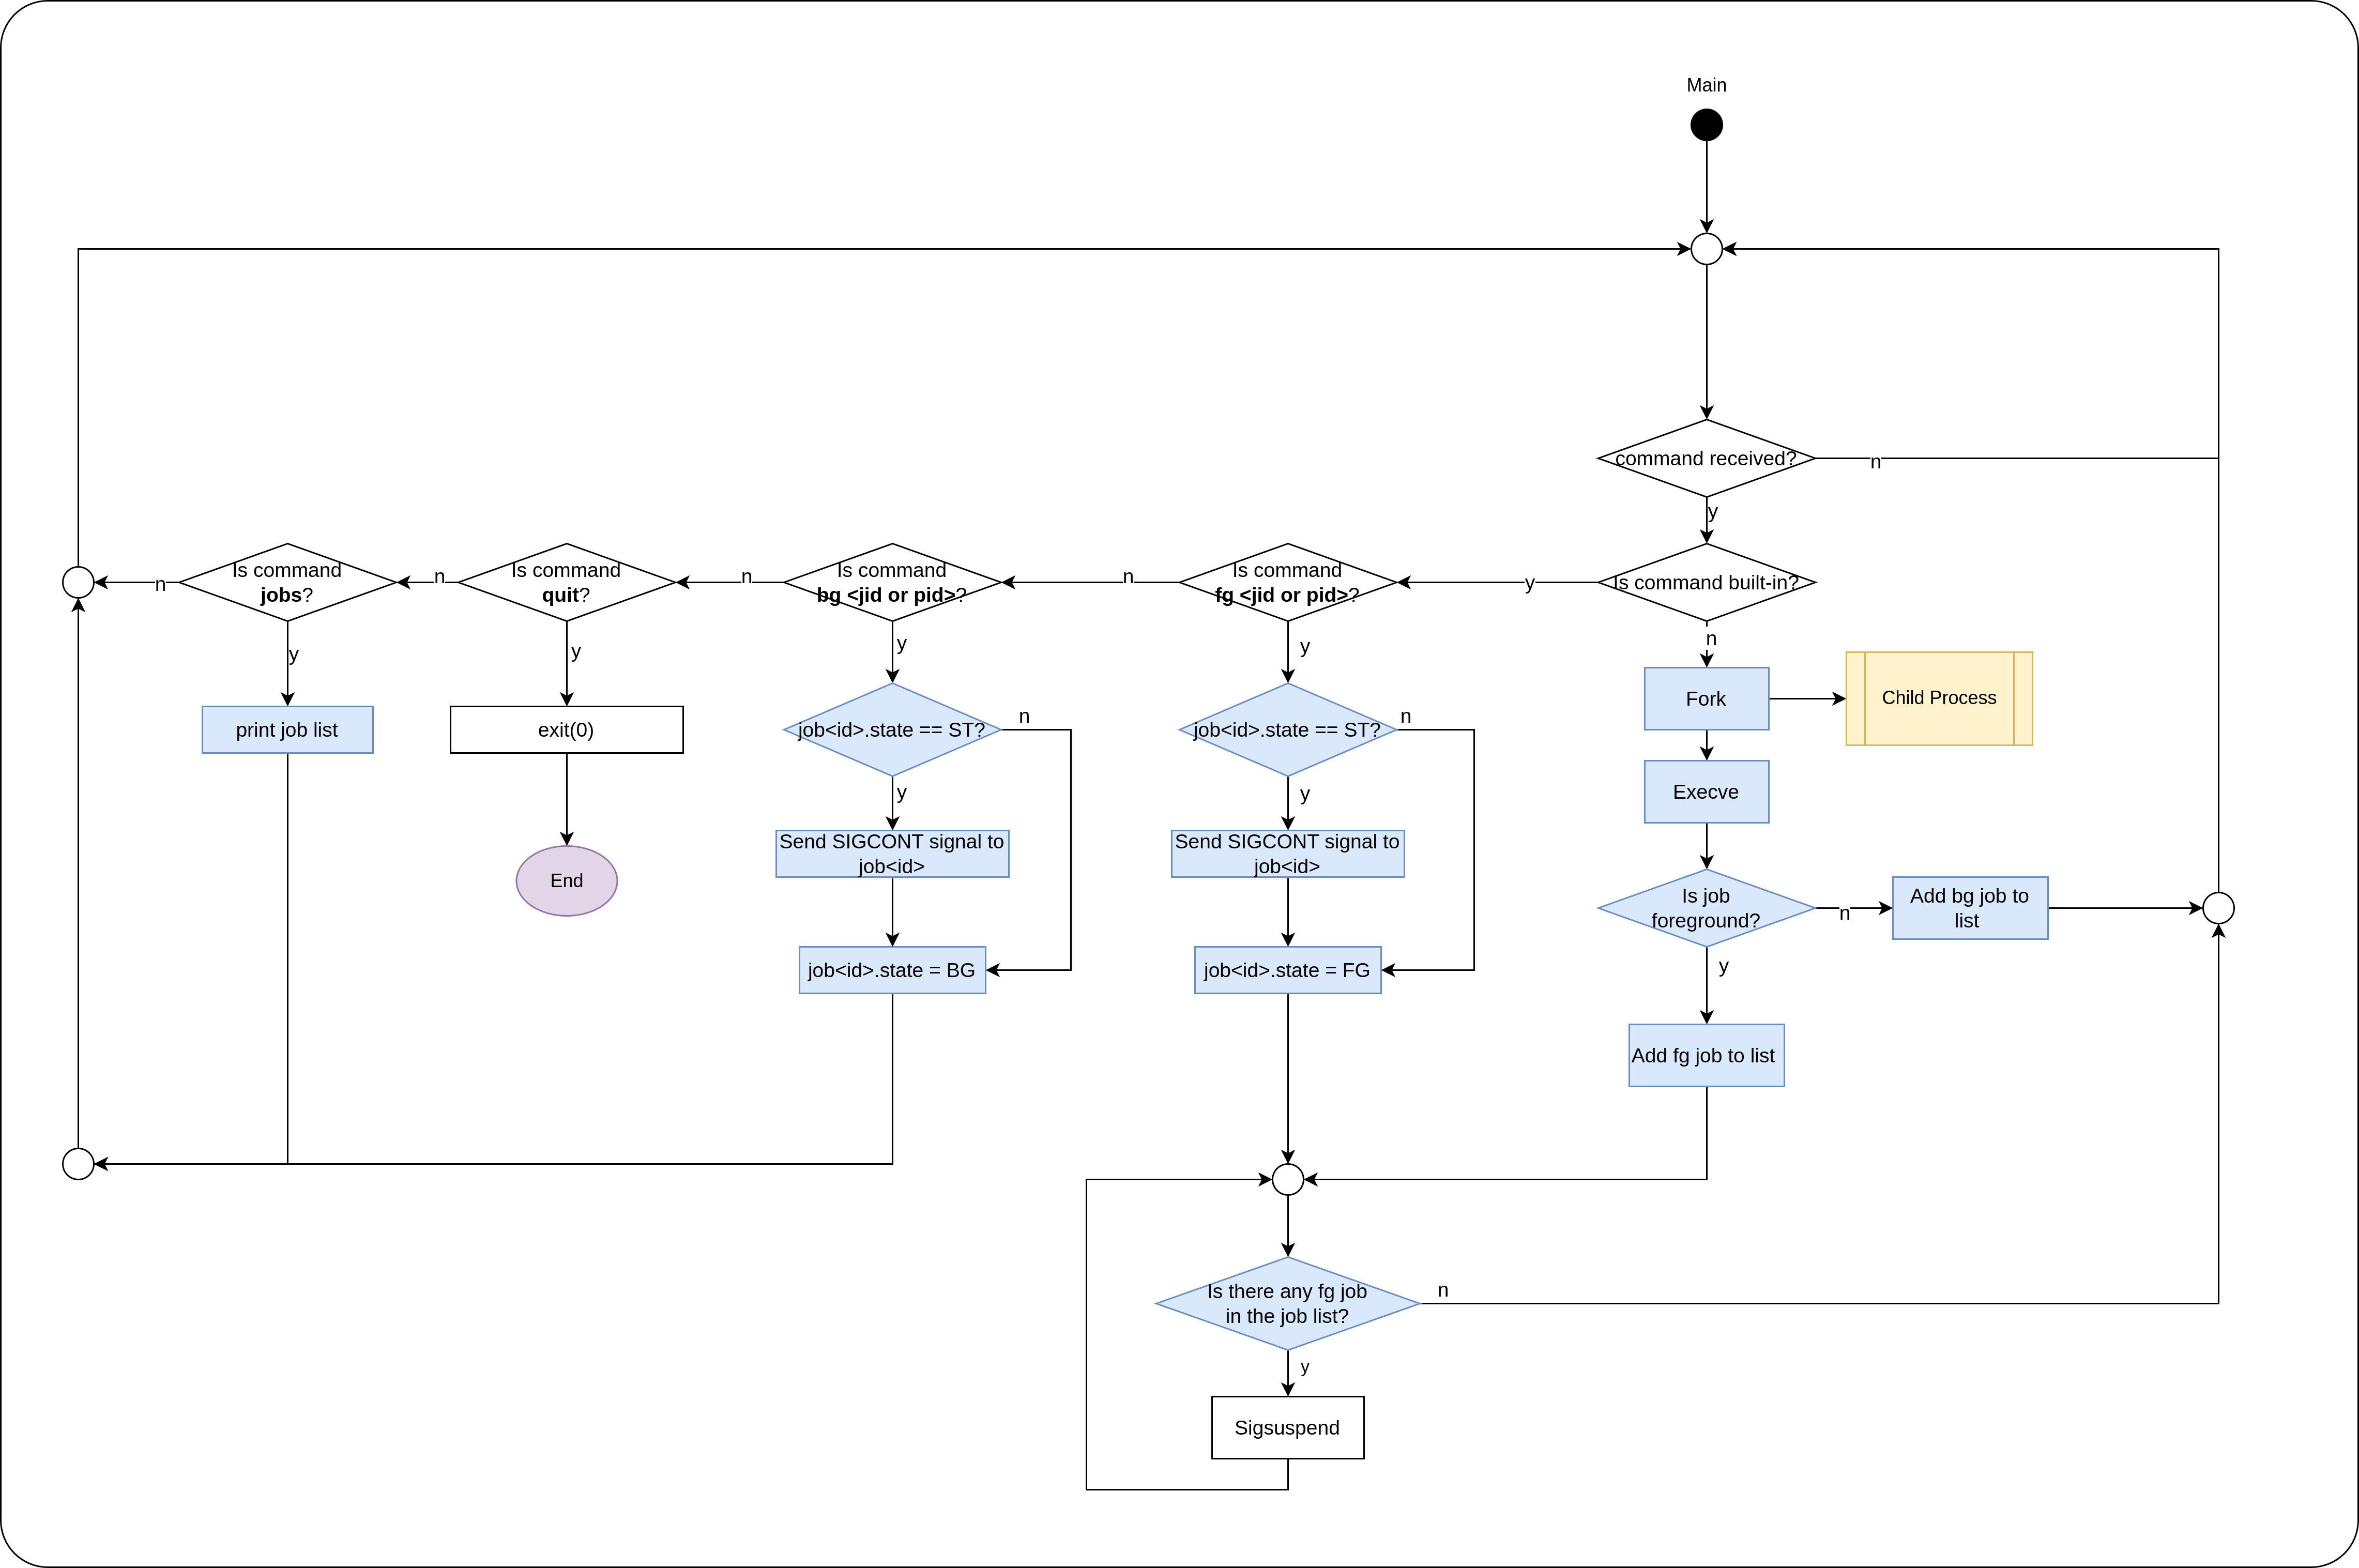 Main
command received?
n
y
Is command
jobs?
n
Is command
quit?
n
Is command
bg <jid or pid>?
n
Is command
fg <jid or pid>?
n
y
Is command built-in?
y
y
y
y
n
print job list
exit(0)
job<id>.state == ST?
n
job<id>.state == ST?
n
Fork
Child Process
y
y
Execve
Send SIGCONT signal to
job<id>
Send SIGCONT signal to
job<id>
End
Is job
foreground?
n
Add bg job to
list
y
job<id>.state = BG
job<id>.state = FG
Add fg job to list
Is there any fg job
in the job list?
n
y
Sigsuspend